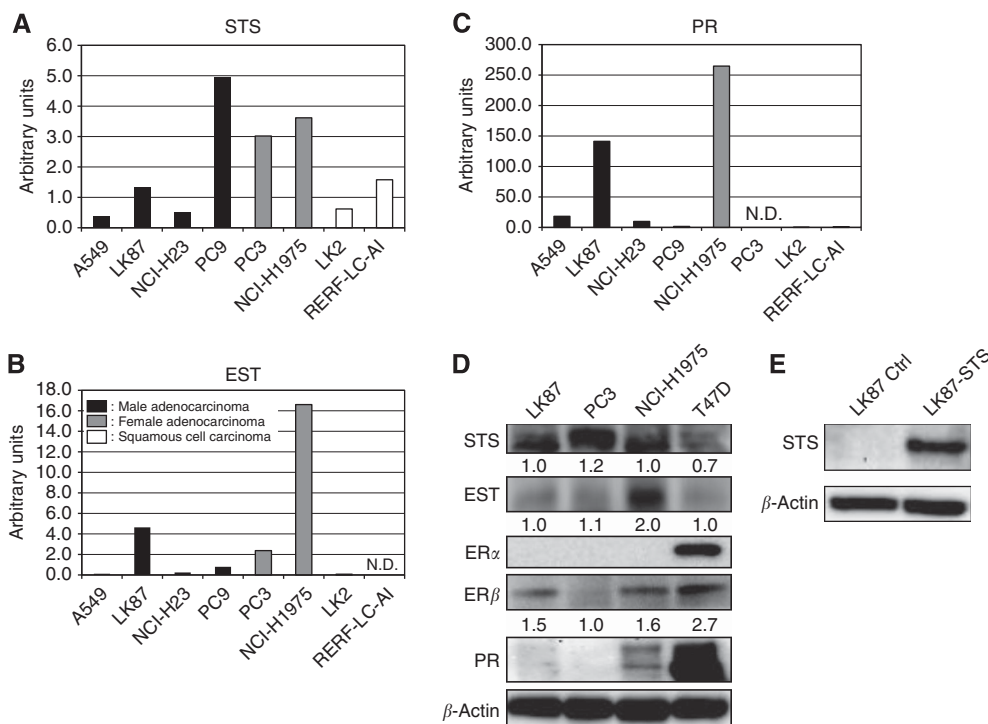 A
STS
Arbitrary units
6.0
5.0
4.0
3.0
2.0
1.0
0.0
A549
LK87
NCI-H23
PC9
PC3
NCI-H1975
LK2
RERF-LC-AI
C
PR
Arbitrary units
300.0
250.0
200.0
150.0
100.0
50.0
0.0
N.D.
A549
LK87
NCI-H23
PC9
NCI-H1975
PC3
LK2
RERF-LC-AI
B
EST
Arbitrary units
18.0
16.0
14.0
12.0
10.0
8.0
6.0
4.0
2.0
0.0
: Male adenocarcinoma
: Female adenocarcinoma
: Squamous cell carcinoma
N.D.
A549
LK87
NCI-H23
PC9
PC3
NCI-H1975
LK2
RERF-LC-AI
D
LK87
PC3
NCI-H1975
T47D
STS
1.0 1.2 1.0 0.7
EST
1.0 1.1 2.0 1.0
ERα
ERβ
1.5 1.0 1.6 2.7
PR
β-Actin
E
LK87 Ctrl
LK87-STS
STS
β-Actin